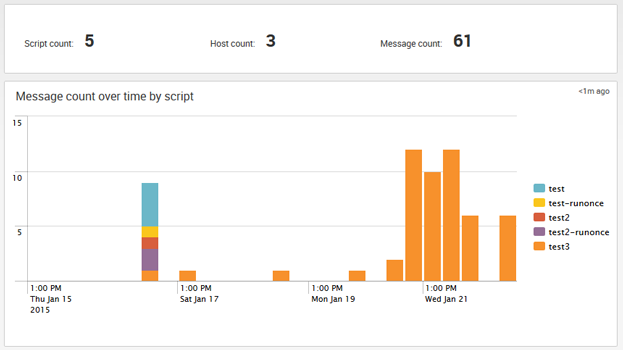 Script count: 5 Host count: 3 Message count: 61
Message count over time by script
<1m ago
15
10
5
test
test-runonce
test2
test2-runonce
test3
1:00 PM 1:00 PM 1:00 PM 1:00 PM
Thu Jan 15 Sat Jan 17 Mon Jan 19 Wed Jan 21
2015